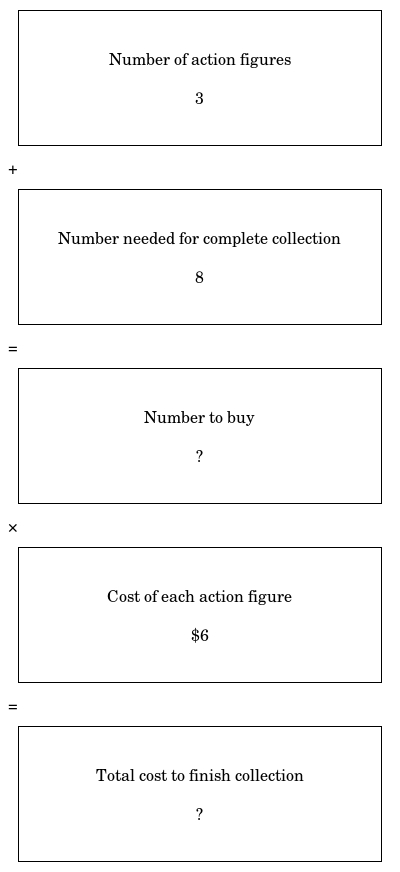 Number of action figures
3
+
Number needed for complete collection
8
=
Number to buy
?
×
Cost of each action figure
$6
=
Total cost to finish collection
?